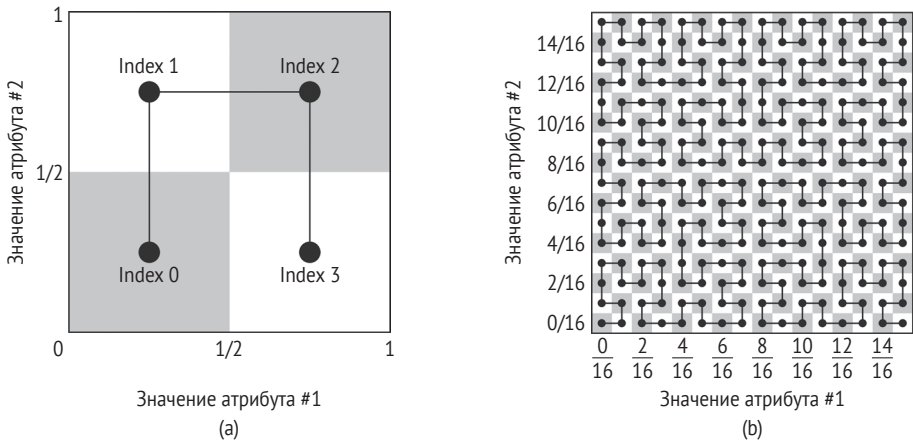 1
Index 1
Index 2
Значение атрибута #2
1/2
Index 0
Index 3
0
1/2
1
Значение атрибута #1
(a)
14/16
12/16
10/16
Значение атрибута #2
8/16
6/16
4/16
2/16
0/16
0 2 4 6 8 10 12 14
16 16 16 16 16 16 16 16
Значение атрибута #1
(b)